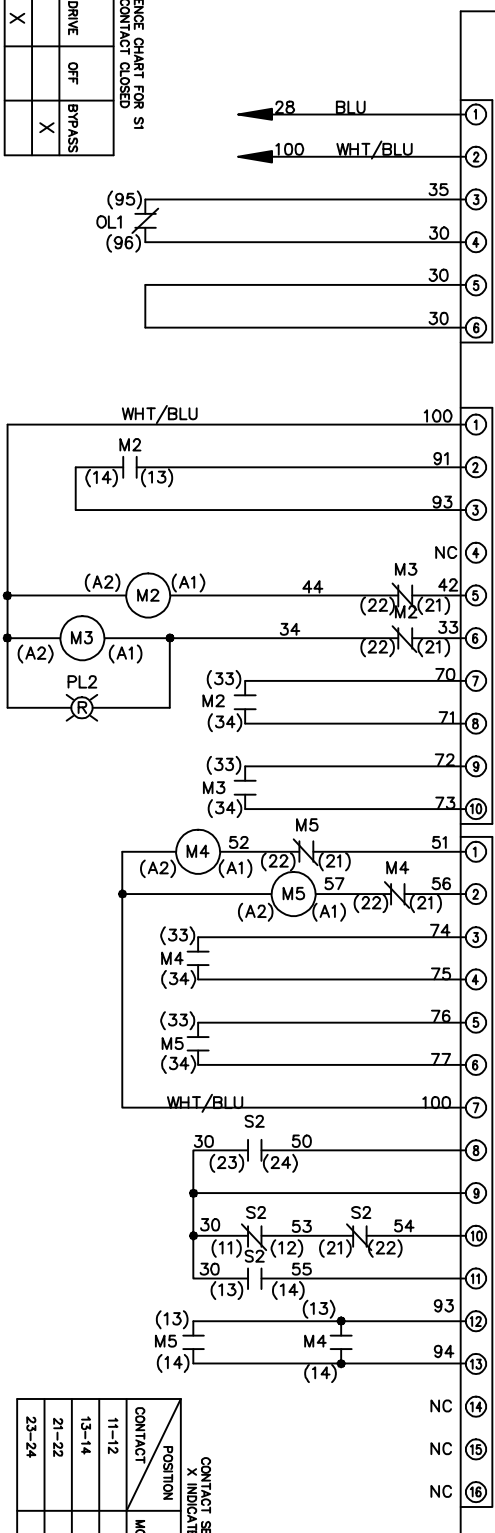 ENCE CHART FOR S1
CONTACT CLOSED
DRIVE OFF BYPASS
X
X
28 BLU 1
100 WHT/BLU 2
(95) 35 3
OL1
(96) 30 4
30 5
30 6
WHT/BLU 100 1
M2
(14) (13) 91 2
93 3
NC 4
M3
(A2) M2 (A1) 44 (22) (21) 42 5
M2
(A2) M3 (A1) 34 (22) (21) 33 6
PL2
R
(33) 70 7
M2
(34) 71 8
(33) 72 9
M3
(34) 73 10
M5
(A2) M4 (A1) 52 (22) (21) 51 1
M4
(A2) M5 (A1) 57 (22) (21) 56 2
(33) 74 3
M4
(34) 75 4
(33) 76 5
M5
(34) 77 6
WHT/BLU 100 7
S2
30 (23) (24) 50 8
9
S2 S2
30 (11) (12) 53 (21) (22) 54 10
S2
30 (13) (14) 55 11
(13) (13) 93 12
M5 M4
(14) (14) 94 13
NC 14
NC 15
NC 16
CONTACT SE
X INDICATE
POSITION
CONTACT MO
11-12
13-14
21-22
23-24